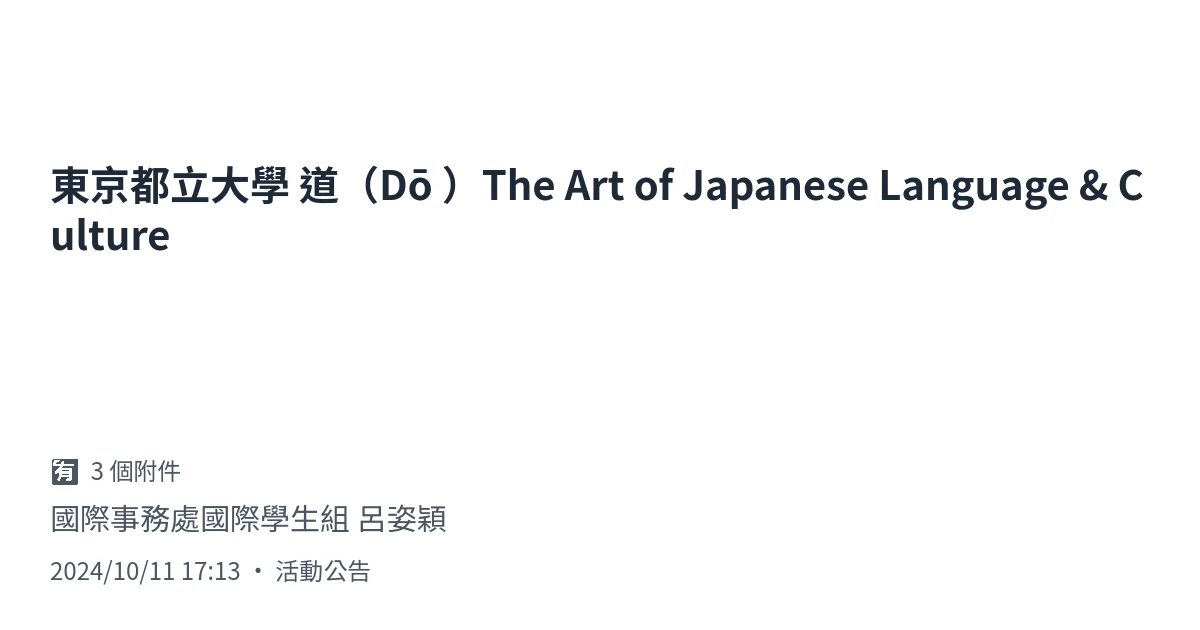 東京都立大學 道（Dō ）The Art of Japanese Language & C
ulture
有 3 個附件
國際事務處國際學生組 呂姿穎
2024/10/11 17:13 · 活動公告